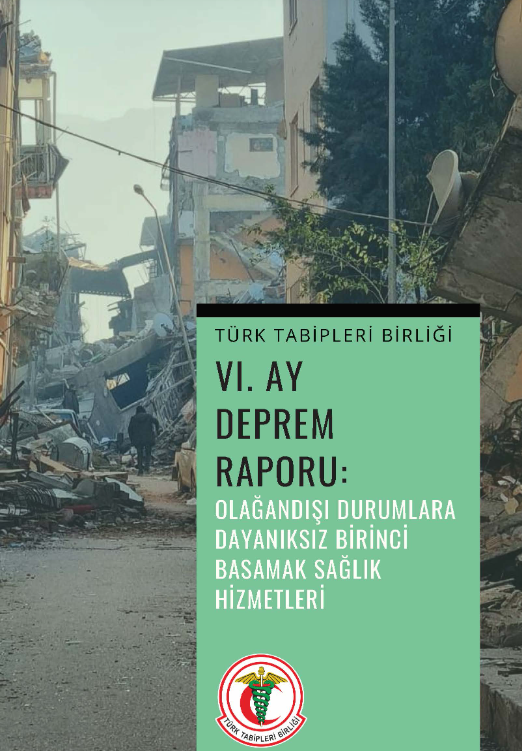 TÜRK TABİPLERİ BİRLİĞİ
VI. AY
DEPREM
RAPORU:
OLAĞANDIŞI DURUMLARA
DAYANIKSIZ BİRİNCİ
BASAMAK SAĞLIK
HİZMETLERİ
TÜRK TABİPLERİ BİRLİĞİ